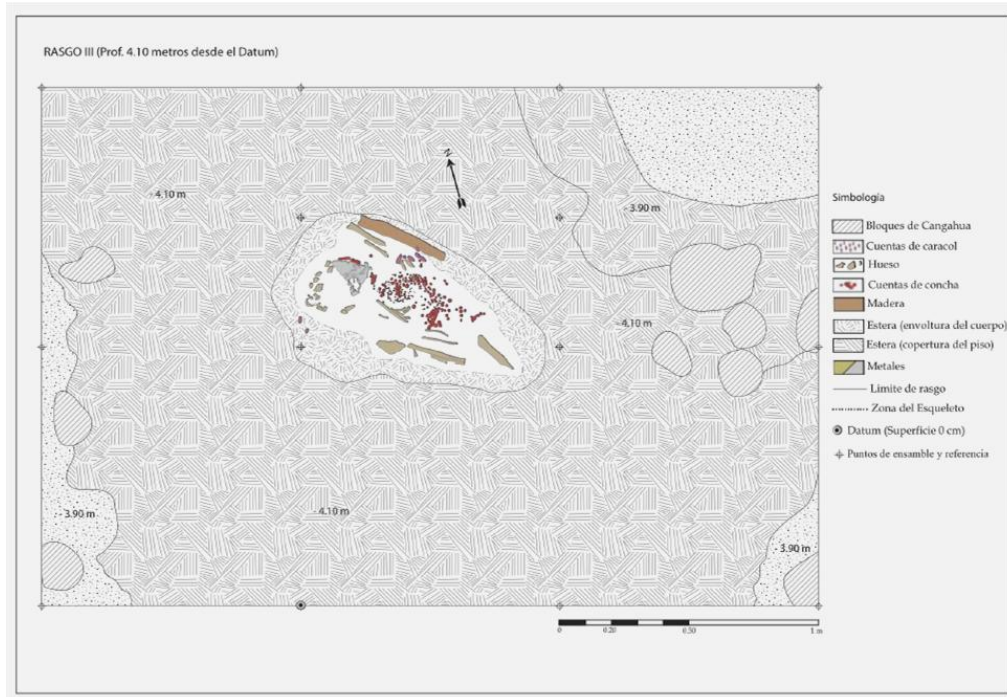 RASGO III (Prof. 4.10 metros desde el Datum)
N
- 4.10 m
- 3.90 m
- 4.10 m
- 3.90 m
- 4.10 m
- 3.90 m
Simbología
Bloques de Cangahua
Cuentas de caracol
Hueso
Cuentas de concha
Madera
Estera (envoltura del cuerpo)
Estera (copertura del piso)
Metales
Límite de rasgo
Zona del Esqueleto
Datum (Superficie 0 cm)
Puntos de ensamble y referencia
0 0.20 0.50 1 m